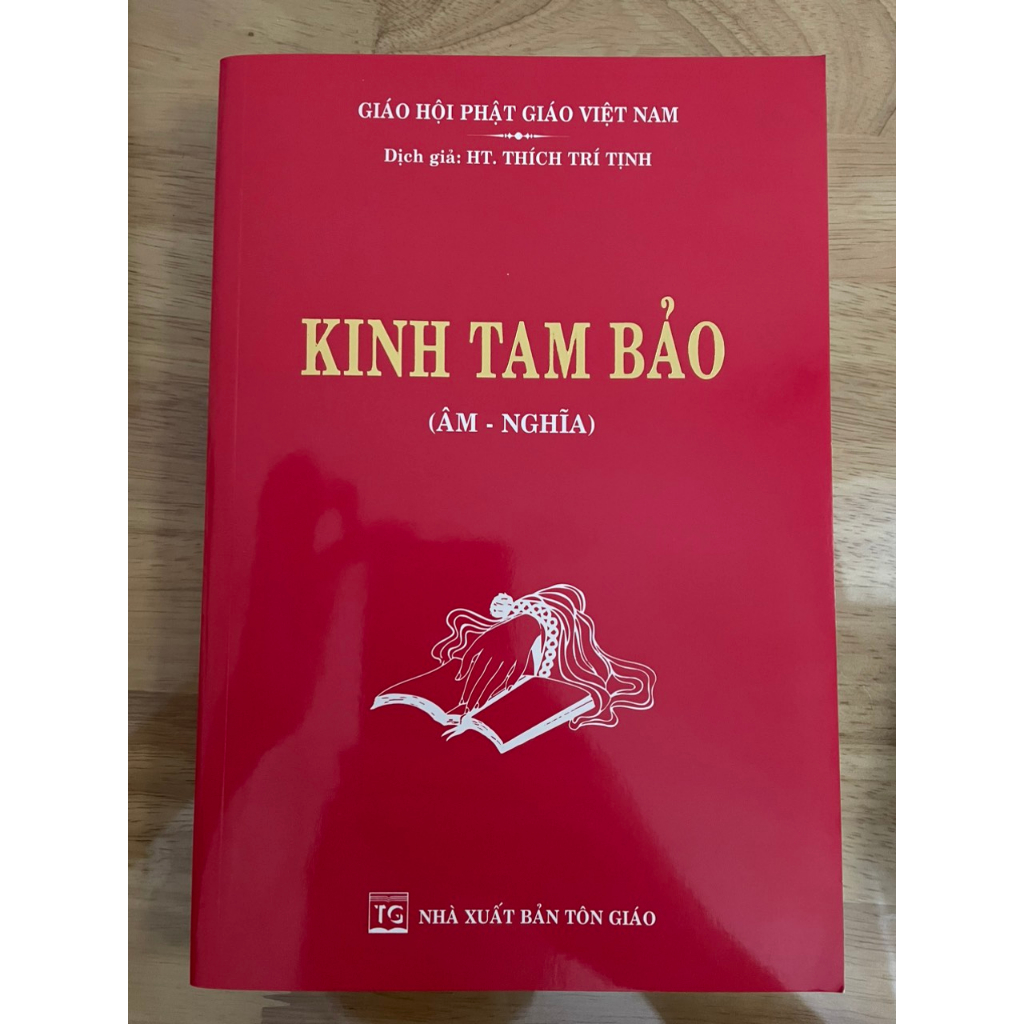 GIÁO HỘI PHẬT GIÁO VIỆT NAM
Dịch giả: HT. THÍCH TRÍ TỊNH
KINH TAM BẢO
(ÂM - NGHĨA)
TG
NHÀ XUẤT BẢN TÔN GIÁO